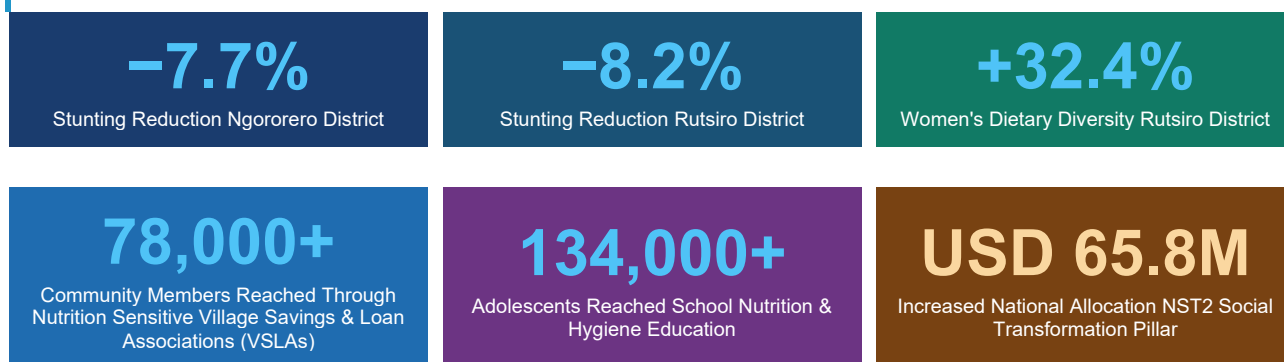 −7.7%
Stunting Reduction Ngororero District
−8.2%
Stunting Reduction Rutsiro District
+32.4%
Women's Dietary Diversity Rutsiro District
78,000+
Community Members Reached Through
Nutrition Sensitive Village Savings & Loan
Associations (VSLAs)
134,000+
Adolescents Reached School Nutrition &
Hygiene Education
USD 65.8M
Increased National Allocation NST2 Social
Transformation Pillar